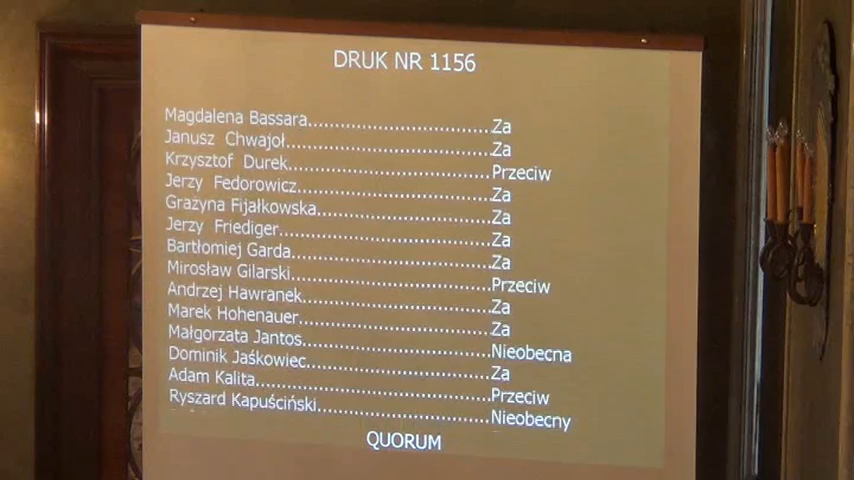 DRUK NR 1156
Magdalena Bassara................................Za
Janusz Chwajoł....................................Za
Krzysztof Durek...................................Przeciw
Jerzy Fedorowicz..................................Za
Grażyna Fijałkowska..............................Za
Jerzy Friediger.....................................Za
Bartłomiej Garda...................................Za
Mirosław Gilarski...................................Przeciw
Andrzej Hawranek................................Za
Marek Hohenauer.................................Za
Małgorzata Jantos.................................Nieobecna
Dominik Jaśkowiec................................Za
Adam Kalita.........................................Przeciw
Ryszard Kapuściński..............................Nieobecny
QUORUM